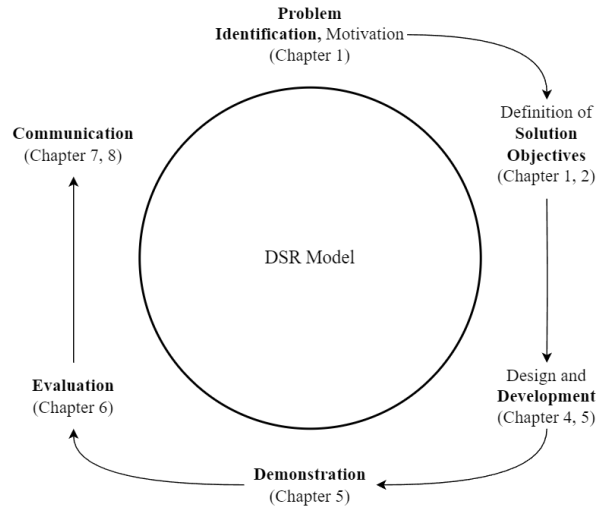 Problem
Identification, Motivation
(Chapter 1)
Definition of
Solution
Objectives
(Chapter 1, 2)
Design and
Development
(Chapter 4, 5)
Demonstration
(Chapter 5)
Evaluation
(Chapter 6)
Communication
(Chapter 7, 8)
DSR Model